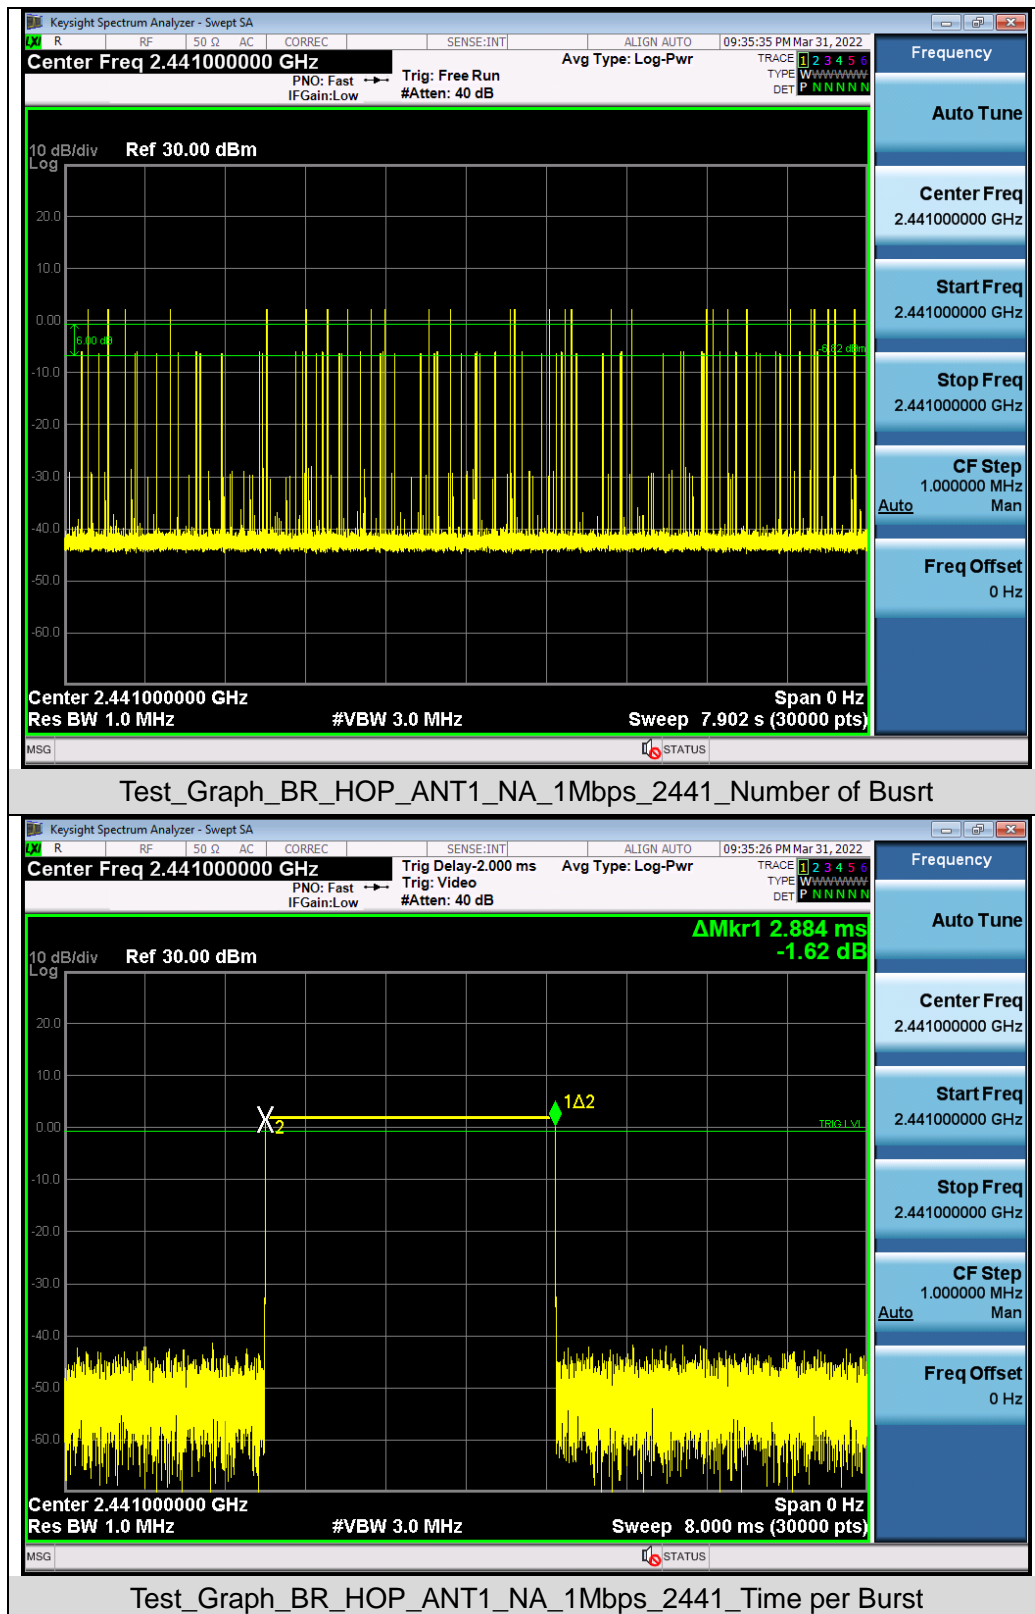 Keysight Spectrum Analyzer - Swept SA
LXI R RF 50 Ω AC CORREC SENSE:INT ALIGN AUTO 09:35:35 PM Mar 31, 2022
Center Freq 2.441000000 GHz
PNO: Fast
IFGain:Low
Trig: Free Run
#Atten: 40 dB
Avg Type: Log-Pwr
TRACE 1 2 3 4 5 6
TYPE WWWWWW
DET P N N N N N
10 dB/div Ref 30.00 dBm
Log
20.0
10.0
0.00
6.00 dB
-6.82 dBm
-10.0
-20.0
-30.0
-40.0
-50.0
-60.0
Center 2.441000000 GHz Span 0 Hz
Res BW 1.0 MHz #VBW 3.0 MHz Sweep 7.902 s (30000 pts)
MSG STATUS
Frequency
Auto Tune
Center Freq
2.441000000 GHz
Start Freq
2.441000000 GHz
Stop Freq
2.441000000 GHz
CF Step
1.000000 MHz
Auto Man
Freq Offset
0 Hz
Test_Graph_BR_HOP_ANT1_NA_1Mbps_2441_Number of Busrt
Keysight Spectrum Analyzer - Swept SA
LXI R RF 50 Ω AC CORREC SENSE:INT ALIGN AUTO 09:35:26 PM Mar 31, 2022
Center Freq 2.441000000 GHz
PNO: Fast
IFGain:Low
Trig Delay-2.000 ms
Trig: Video
#Atten: 40 dB
Avg Type: Log-Pwr
TRACE 1 2 3 4 5 6
TYPE WWWWWW
DET P N N N N N
ΔMkr1 2.884 ms
-1.62 dB
10 dB/div Ref 30.00 dBm
Log
20.0
10.0
0.00
2
1Δ2
TRIG LVL
-10.0
-20.0
-30.0
-40.0
-50.0
-60.0
Center 2.441000000 GHz Span 0 Hz
Res BW 1.0 MHz #VBW 3.0 MHz Sweep 8.000 ms (30000 pts)
MSG STATUS
Frequency
Auto Tune
Center Freq
2.441000000 GHz
Start Freq
2.441000000 GHz
Stop Freq
2.441000000 GHz
CF Step
1.000000 MHz
Auto Man
Freq Offset
0 Hz
Test_Graph_BR_HOP_ANT1_NA_1Mbps_2441_Time per Burst